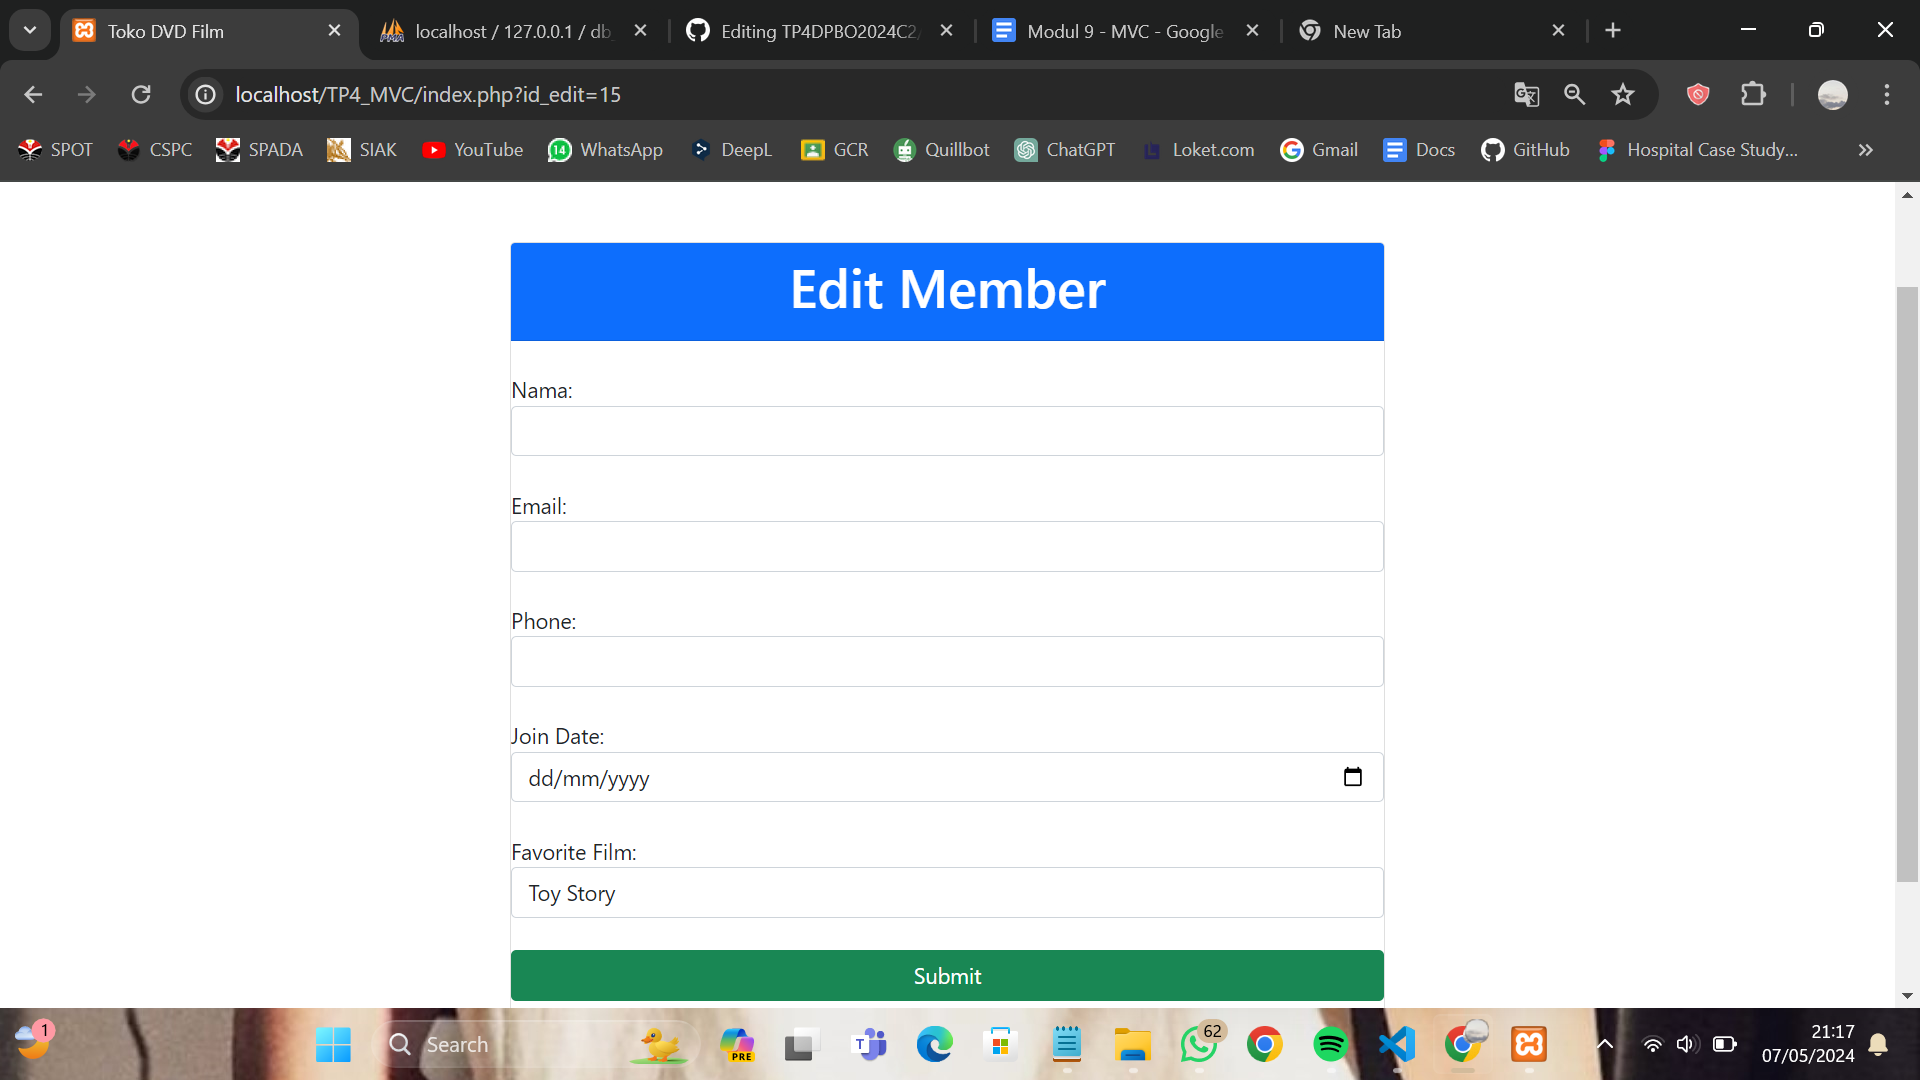 Toko DVD Film
localhost / 127.0.0.1 / db
Editing TP4DPBO2024C2/
Modul 9 - MVC - Google
New Tab
localhost/TP4_MVC/index.php?id_edit=15
SPOT
CSPC
SPADA
SIAK
YouTube
14
WhatsApp
DeepL
GCR
Quillbot
ChatGPT
Loket.com
Gmail
Docs
GitHub
Hospital Case Study...
Edit Member
Nama:
Email:
Phone:
Join Date:
dd/mm/yyyy
Favorite Film:
Toy Story
Submit
1
Search
PRE
62
21:17
07/05/2024